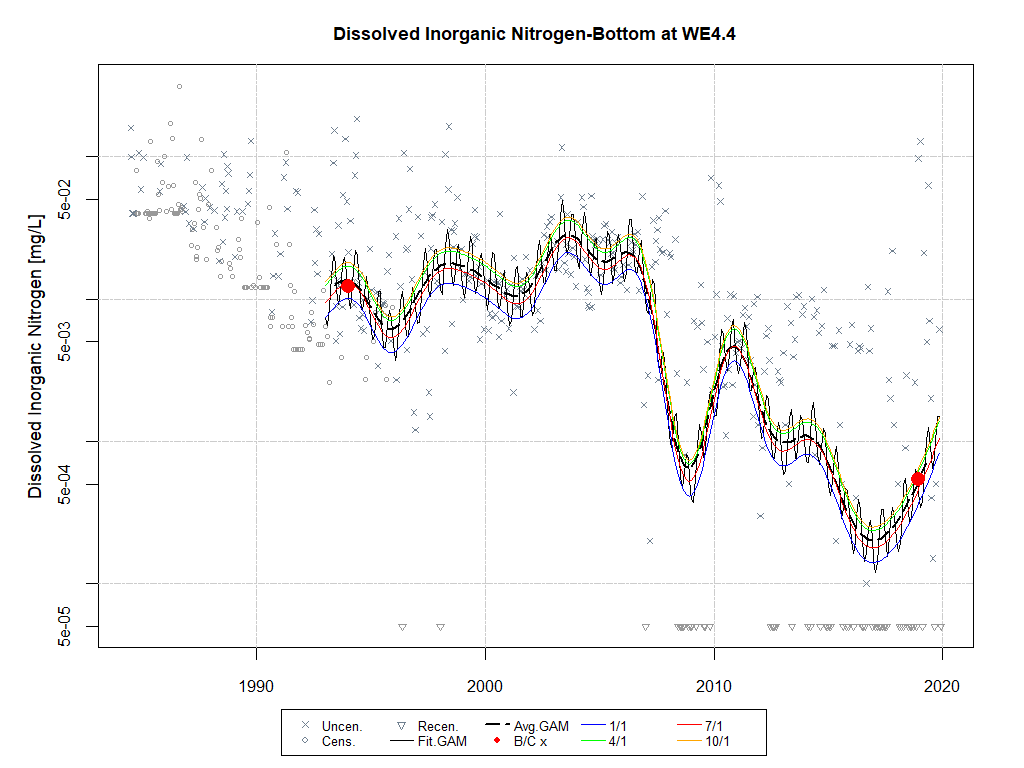 Dissolved Inorganic Nitrogen-Bottom at WE4.4
Dissolved Inorganic Nitrogen [mg/L]
5e-02
5e-03
5e-04
5e-05
1990 2000 2010 2020
Uncen. Recen. Avg.GAM 1/1 7/1
Cens. Fit.GAM B/C x 4/1 10/1